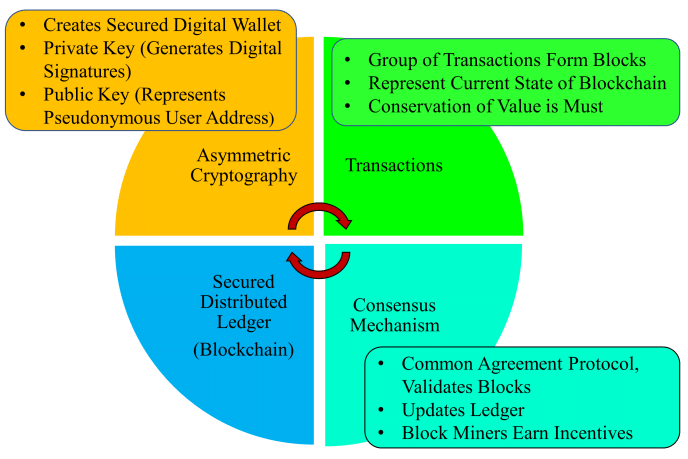 • Creates Secured Digital Wallet
• Private Key (Generates Digital
Signatures)
• Public Key (Represents
Pseudonymous User Address)
• Group of Transactions Form Blocks
• Represent Current State of Blockchain
• Conservation of Value is Must
Asymmetric
Cryptography
Transactions
Secured
Distributed
Ledger
(Blockchain)
Consensus
Mechanism
• Common Agreement Protocol,
Validates Blocks
• Updates Ledger
• Block Miners Earn Incentives